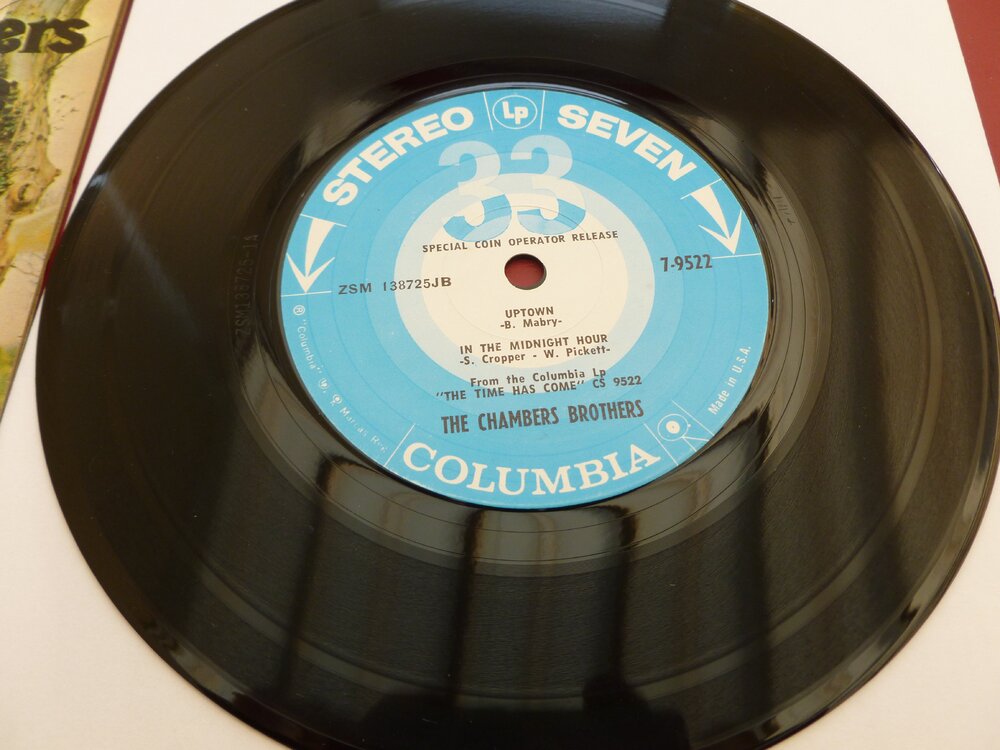 ers
STEREO Lp SEVEN
33
SPECIAL COIN OPERATOR RELEASE
ZSM 138725JB
7-9522
UPTOWN
-B. Mabry-
IN THE MIDNIGHT HOUR
-S. Cropper - W. Pickett-
From the Columbia Lp
"THE TIME HAS COME" CS 9522
THE CHAMBERS BROTHERS
COLUMBIA
® "Columbia"
Made in U.S.A.